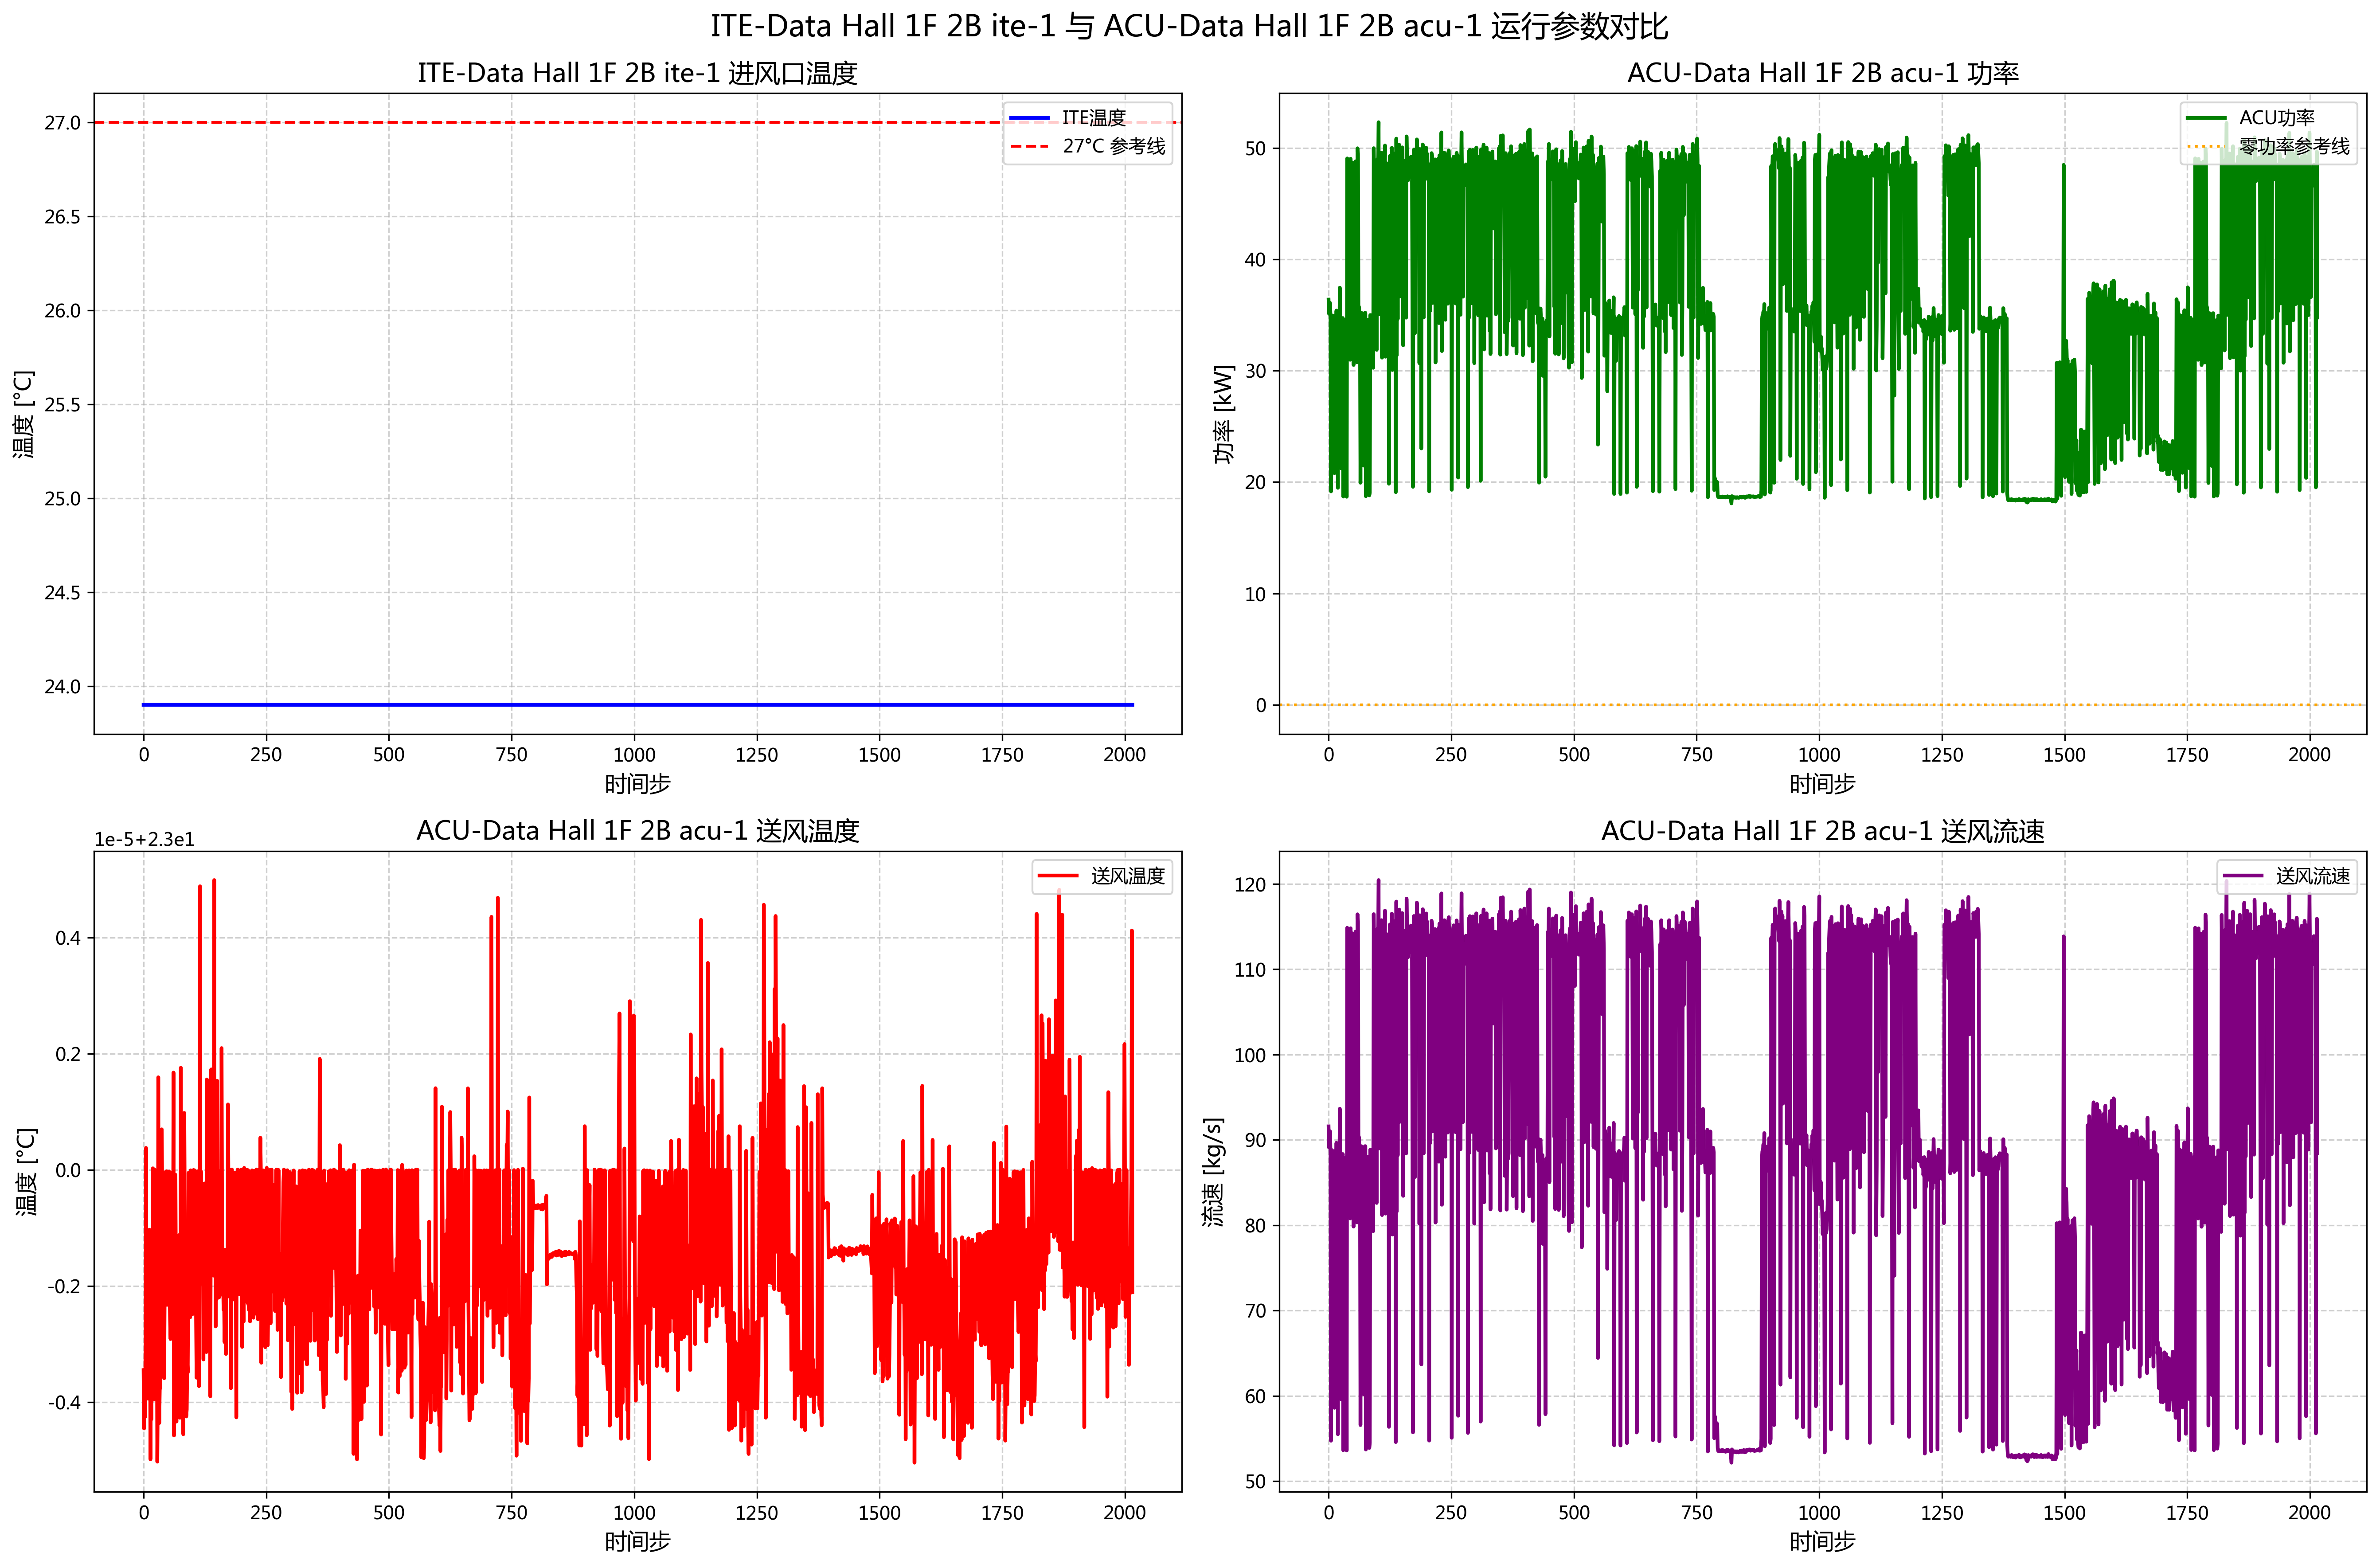 ITE-Data Hall 1F 2B ite-1 与 ACU-Data Hall 1F 2B acu-1 运行参数对比
ITE-Data Hall 1F 2B ite-1 进风口温度
ITE温度
27°C 参考线
温度 [°C]
27.0
26.5
26.0
25.5
25.0
24.5
24.0
0 250 500 750 1000 1250 1500 1750 2000
时间步
ACU-Data Hall 1F 2B acu-1 功率
ACU功率
零功率参考线
功率 [kW]
50
40
30
20
10
0
0 250 500 750 1000 1250 1500 1750 2000
时间步
ACU-Data Hall 1F 2B acu-1 送风温度
1e-5+2.3e1
送风温度
温度 [°C]
0.4
0.2
0.0
-0.2
-0.4
0 250 500 750 1000 1250 1500 1750 2000
时间步
ACU-Data Hall 1F 2B acu-1 送风流速
送风流速
流速 [kg/s]
120
110
100
90
80
70
60
50
0 250 500 750 1000 1250 1500 1750 2000
时间步